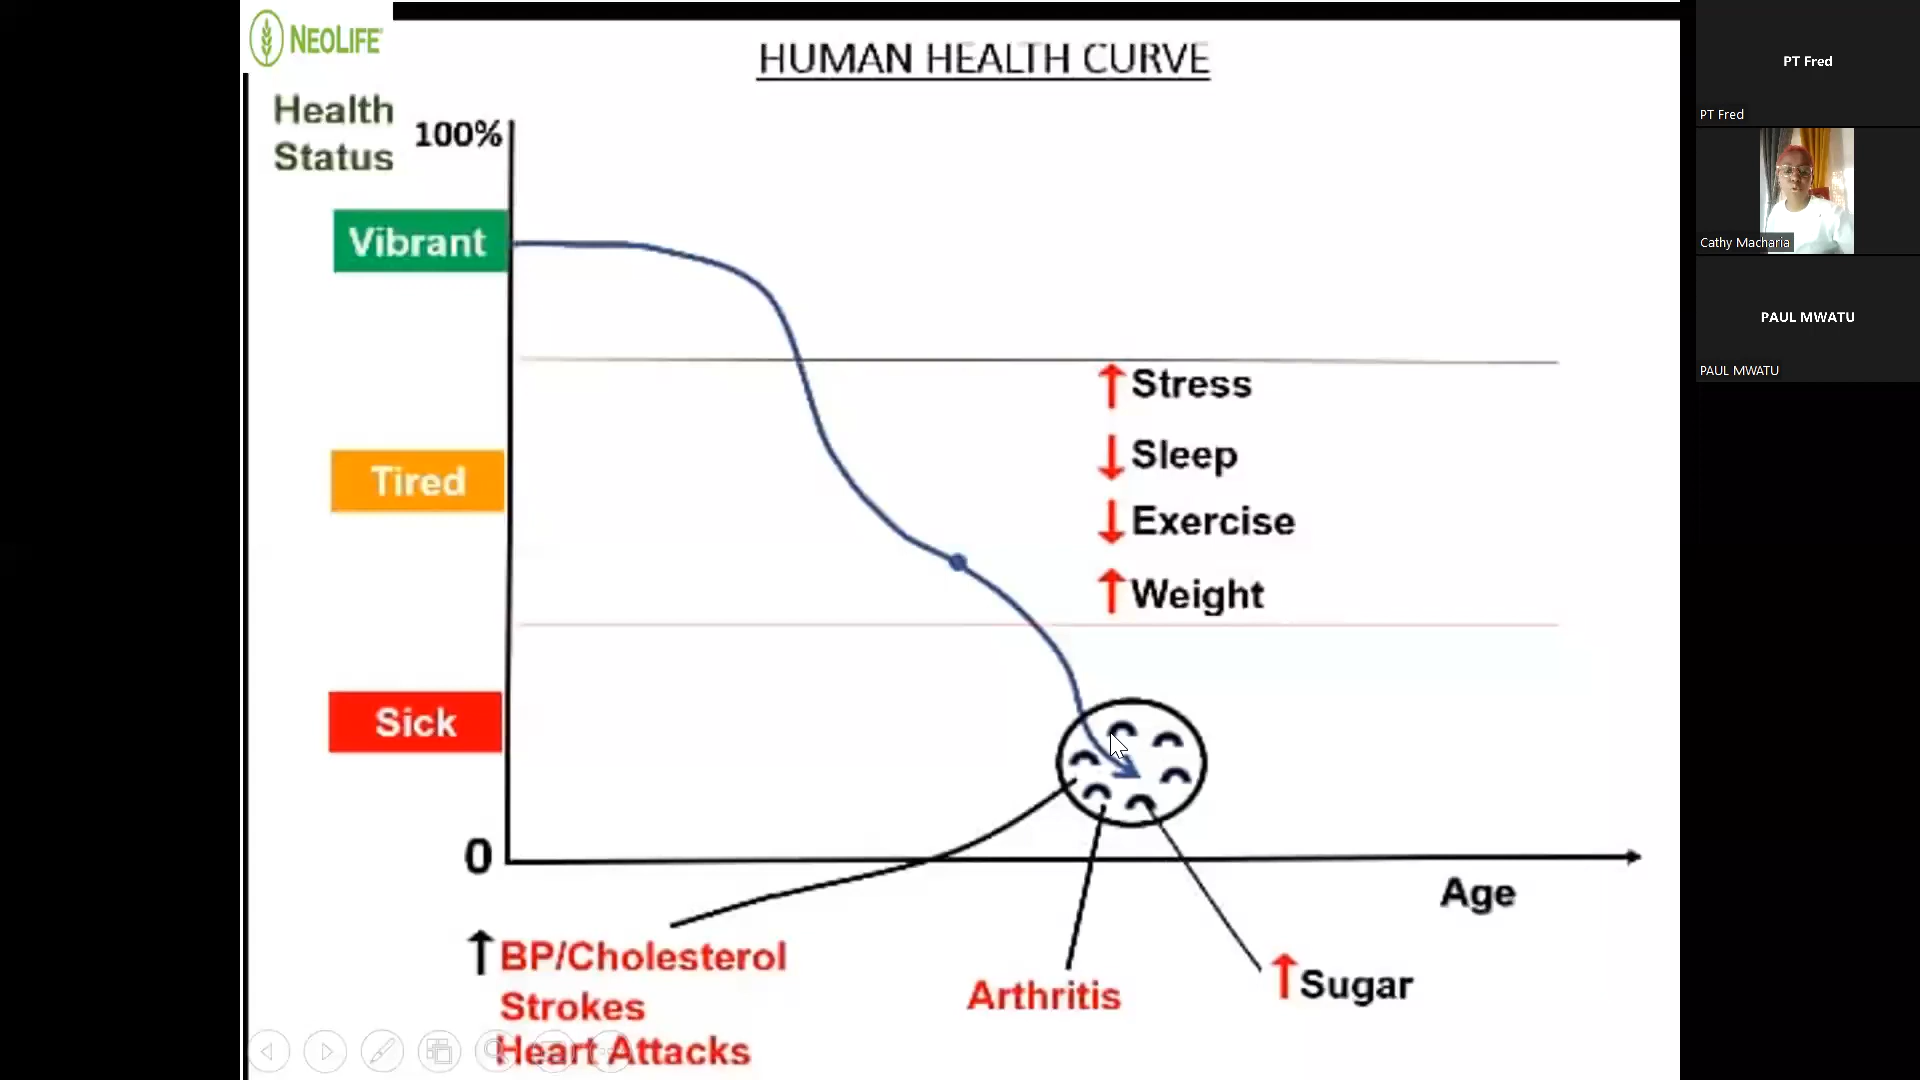 NEOLIFE
HUMAN HEALTH CURVE
Health
Status
100%
Vibrant
Tired
Sick
0
Stress
Sleep
Exercise
Weight
Age
BP/Cholesterol
Strokes
Heart Attacks
Arthritis
Sugar
PT Fred
PT Fred
Cathy Macharia
PAUL MWATU
PAUL MWATU